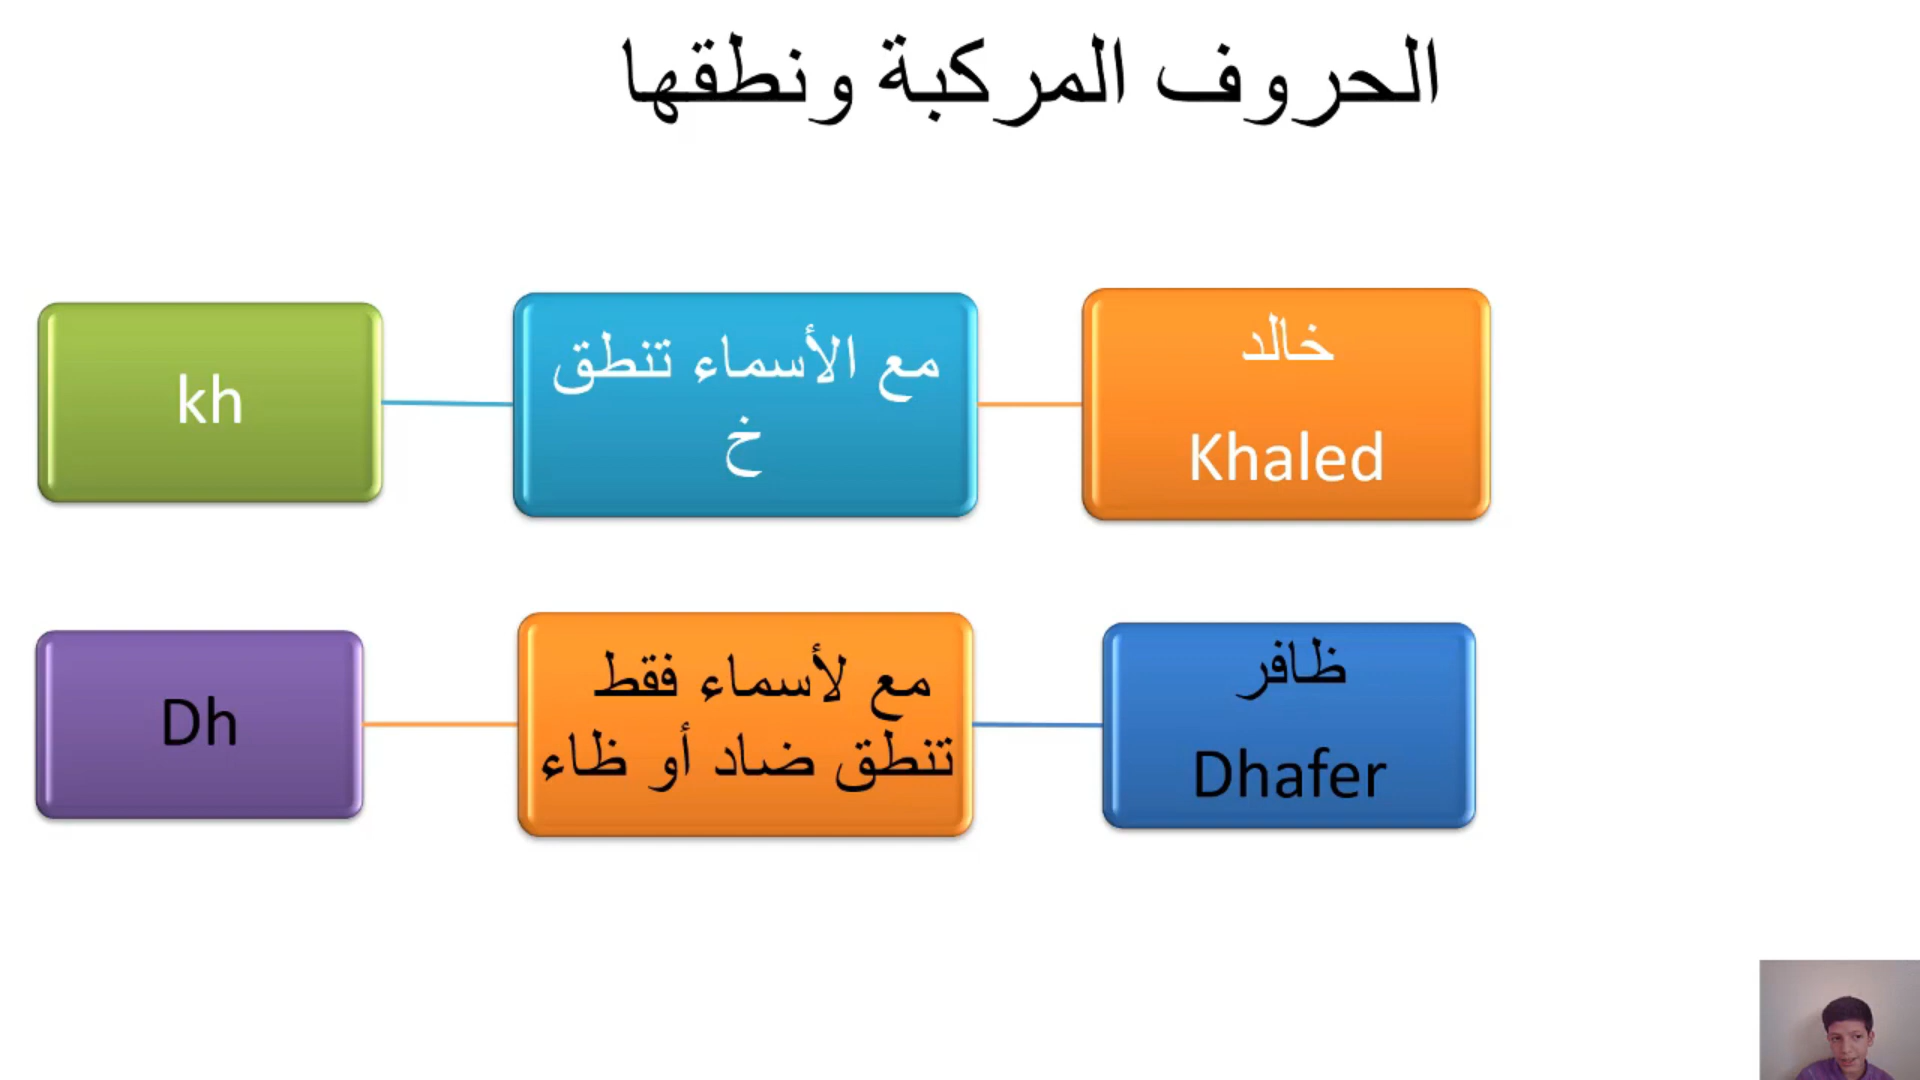 الحروف المركبة ونطقها
kh
مع الأسماء تنطق
خ
خالد
Khaled
Dh
مع لأسماء فقط
تنطق ضاد أو ظاء
ظافر
Dhafer